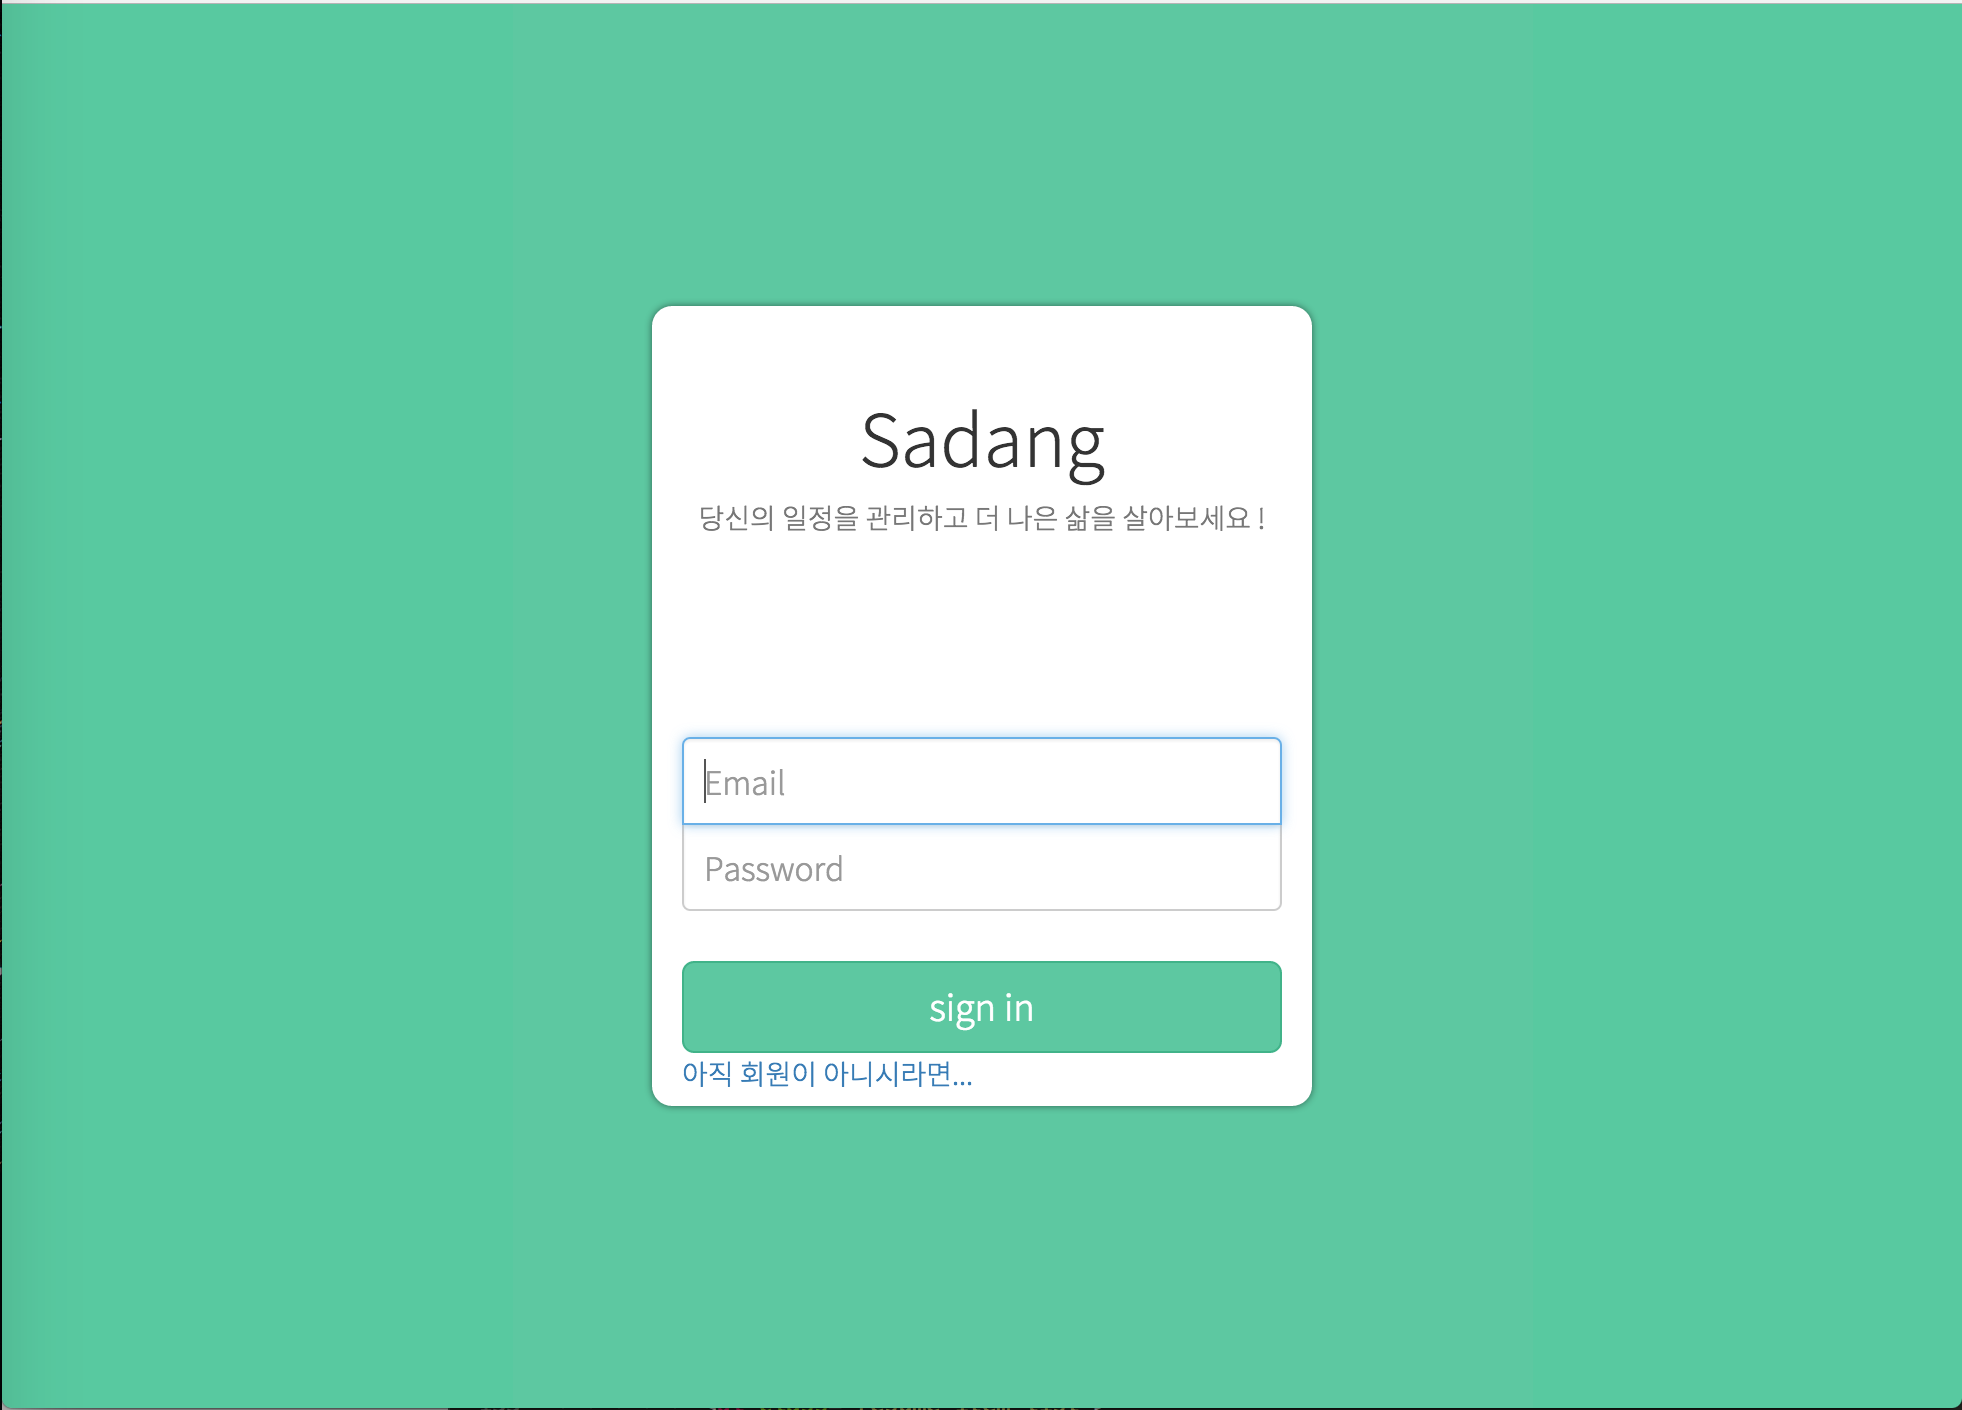 Sadang
당신의 일정을 관리하고 더 나은 삶을 살아보세요 !
Email
Password
sign in
아직 회원이 아니시라면...